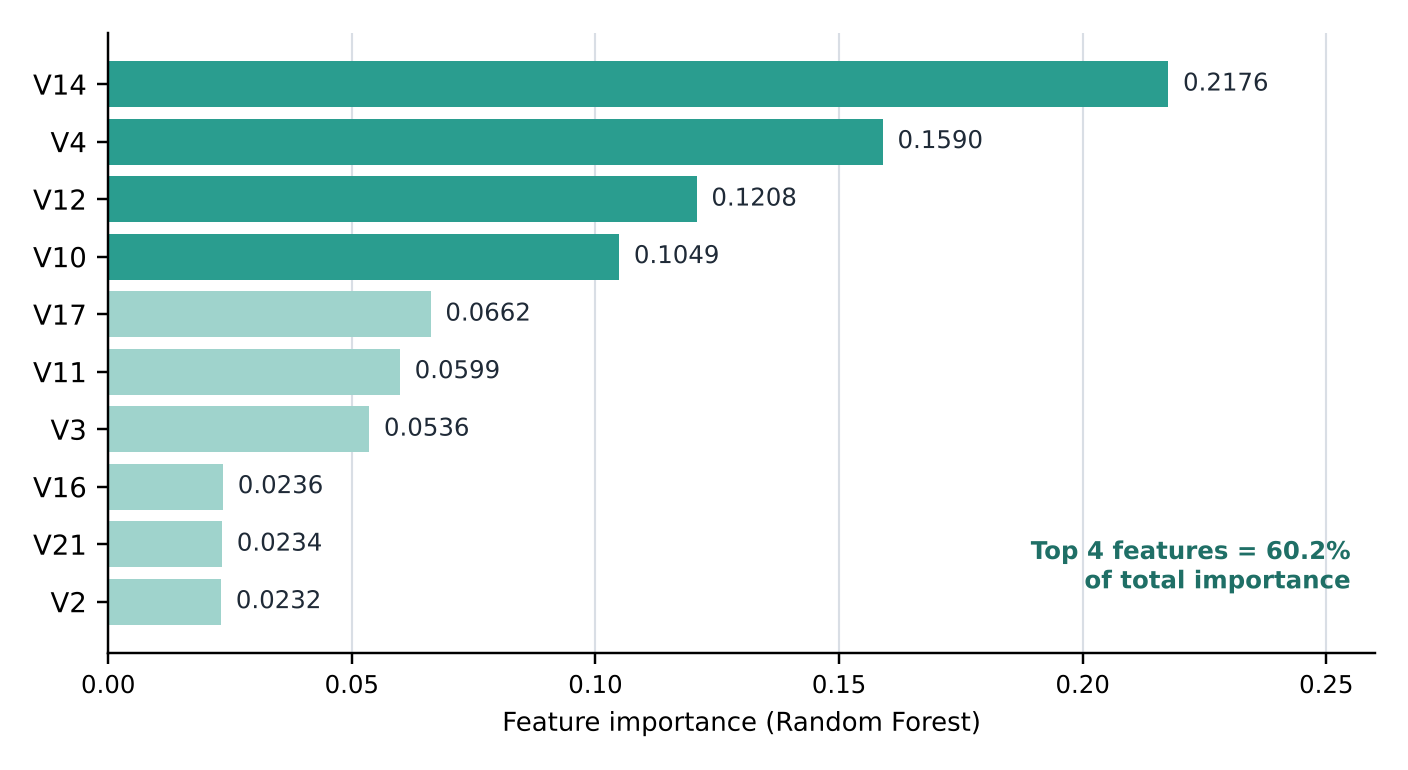 V14 0.2176
V4 0.1590
V12 0.1208
V10 0.1049
V17 0.0662
V11 0.0599
V3 0.0536
V16 0.0236
V21 0.0234
V2 0.0232
Top 4 features = 60.2%
of total importance
0.00 0.05 0.10 0.15 0.20 0.25
Feature importance (Random Forest)